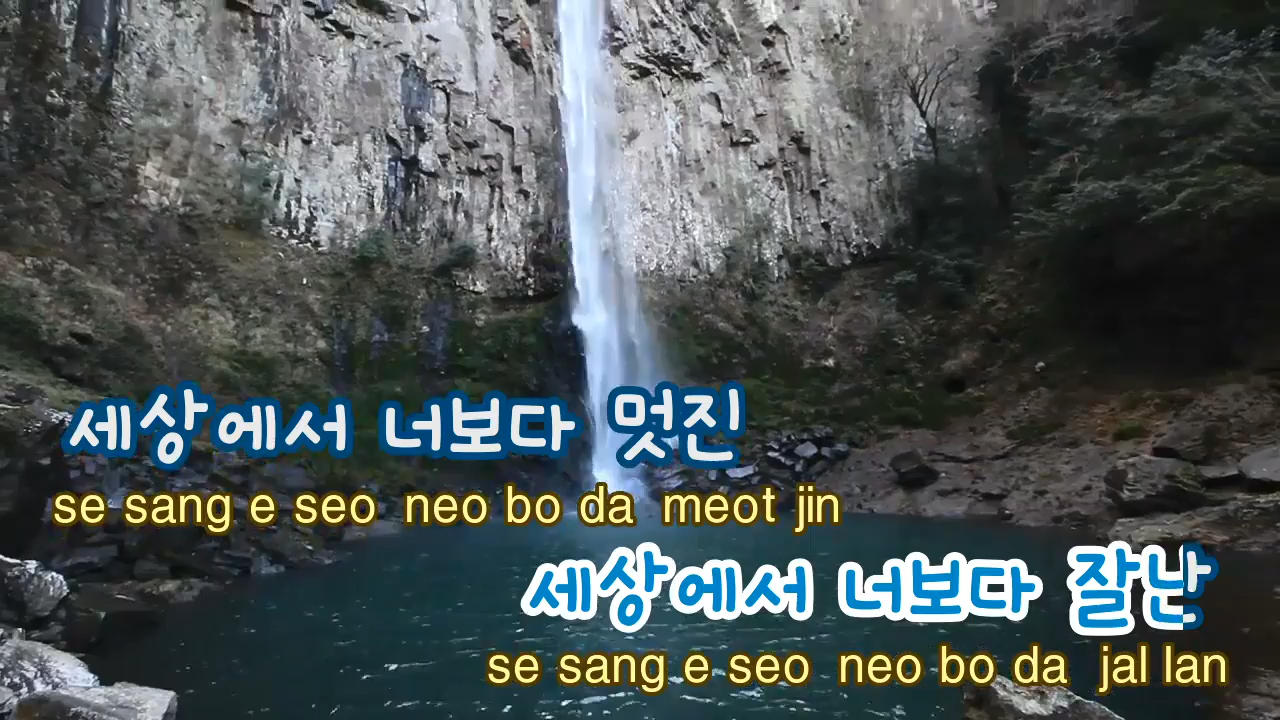 세상에서 너보다 멋진
se sang e seo neo bo da meot jin
세상에서 너보다 잘난
se sang e seo neo bo da jal lan